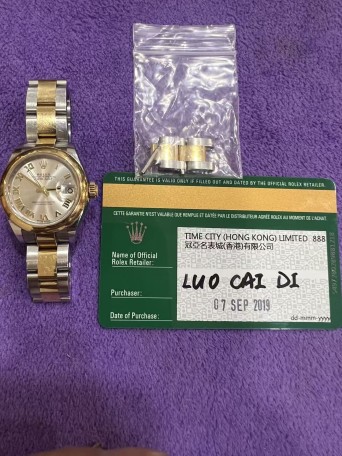 ROLEX
THIS GUARANTEE IS VALID ONLY IF FILLED OUT AND DATED BY THE OFFICIAL ROLEX RETAILER.
CETTE GARANTIE N'EST VALABLE QUE REMPLIE ET DATÉE PAR LE DISTRIBUTEUR AGRÉÉ ROLEX AU MOMENT DE L'ACHAT.
Name of Official
Rolex Retailer:
TIME CITY (HONG KONG) LIMITED 888
冠亞名表城(香港)有限公司
Purchaser:
LUO CAI DI
Date of Purchase:
07 SEP 2019
dd-mmm-yyyy